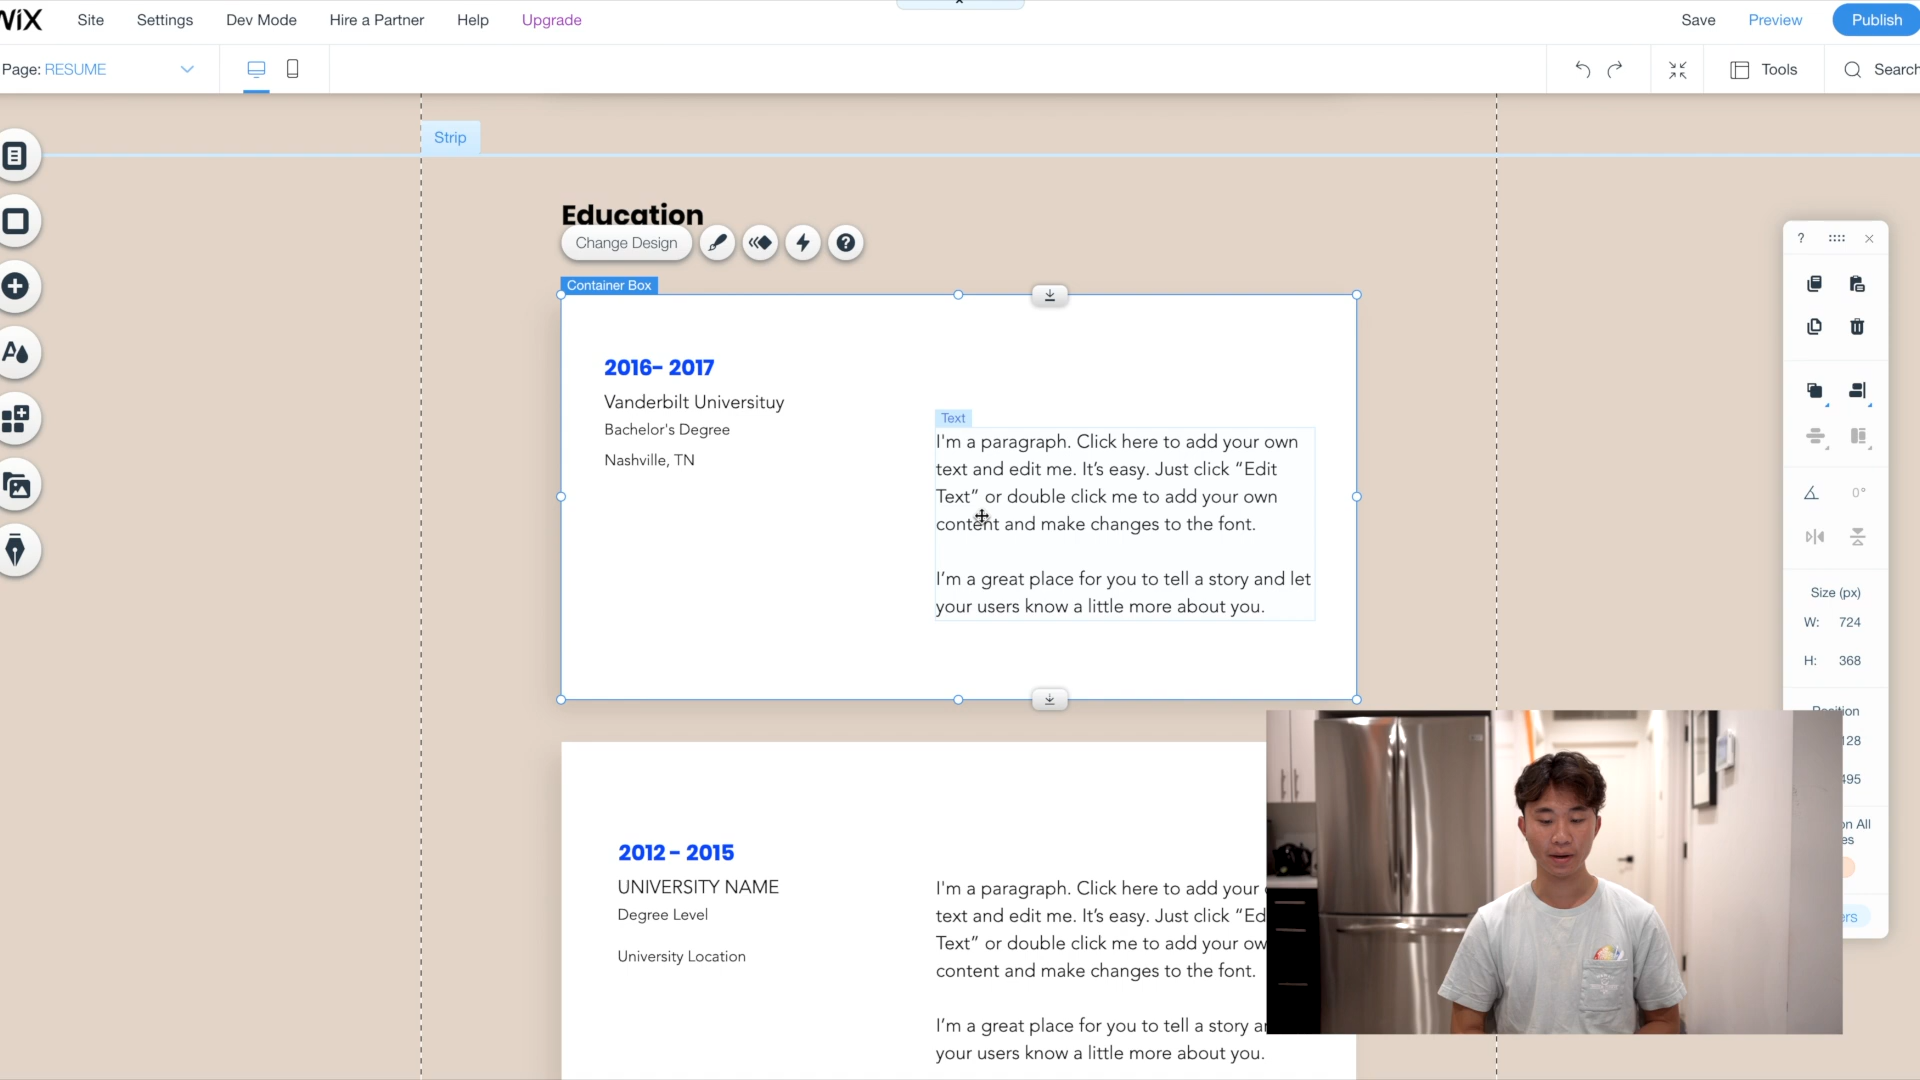 WiX
Site
Settings
Dev Mode
Hire a Partner
Help
Upgrade
Save
Preview
Publish
Page: RESUME
Tools
Search
Strip
Education
Change Design
?
Container Box
2016– 2017
Vanderbilt Universituy
Bachelor's Degree
Nashville, TN
Text
I'm a paragraph. Click here to add your own
text and edit me. It's easy. Just click “Edit
Text” or double click me to add your own
content and make changes to the font.
I’m a great place for you to tell a story and let
your users know a little more about you.
2012 – 2015
UNIVERSITY NAME
Degree Level
University Location
I'm a paragraph. Click here to add your
text and edit me. It's easy. Just click “Ed
Text” or double click me to add your ow
content and make changes to the font.
I’m a great place for you to tell a story a
your users know a little more about you.
?
0°
Size (px)
W: 724
H: 368
Position
128
495
on All
es
ers